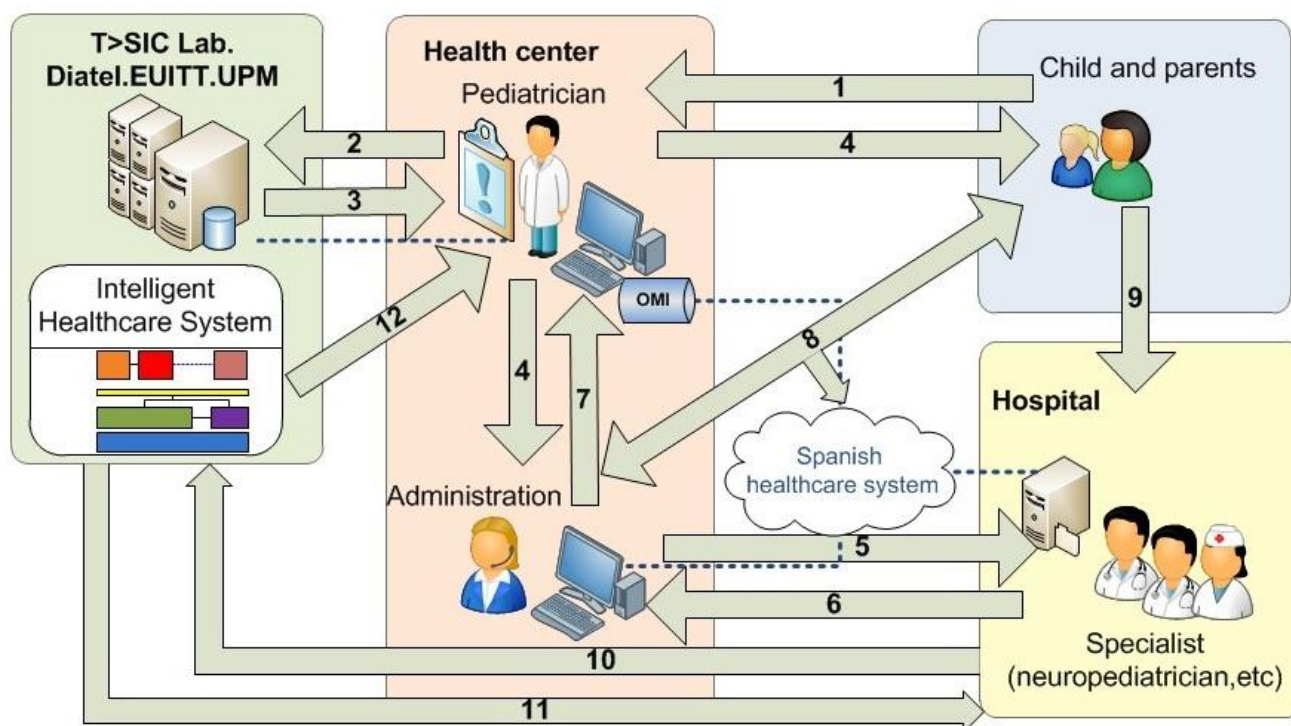 T>SIC Lab.
Diatel.EUITT.UPM
Health center
Pediatrician
Child and parents
1
2
4
3
OMI
Intelligent
Healthcare System
12
4
7
8
9
Hospital
Spanish
healthcare system
Administration
5
6
Specialist
(neuropediatrician,etc)
10
11